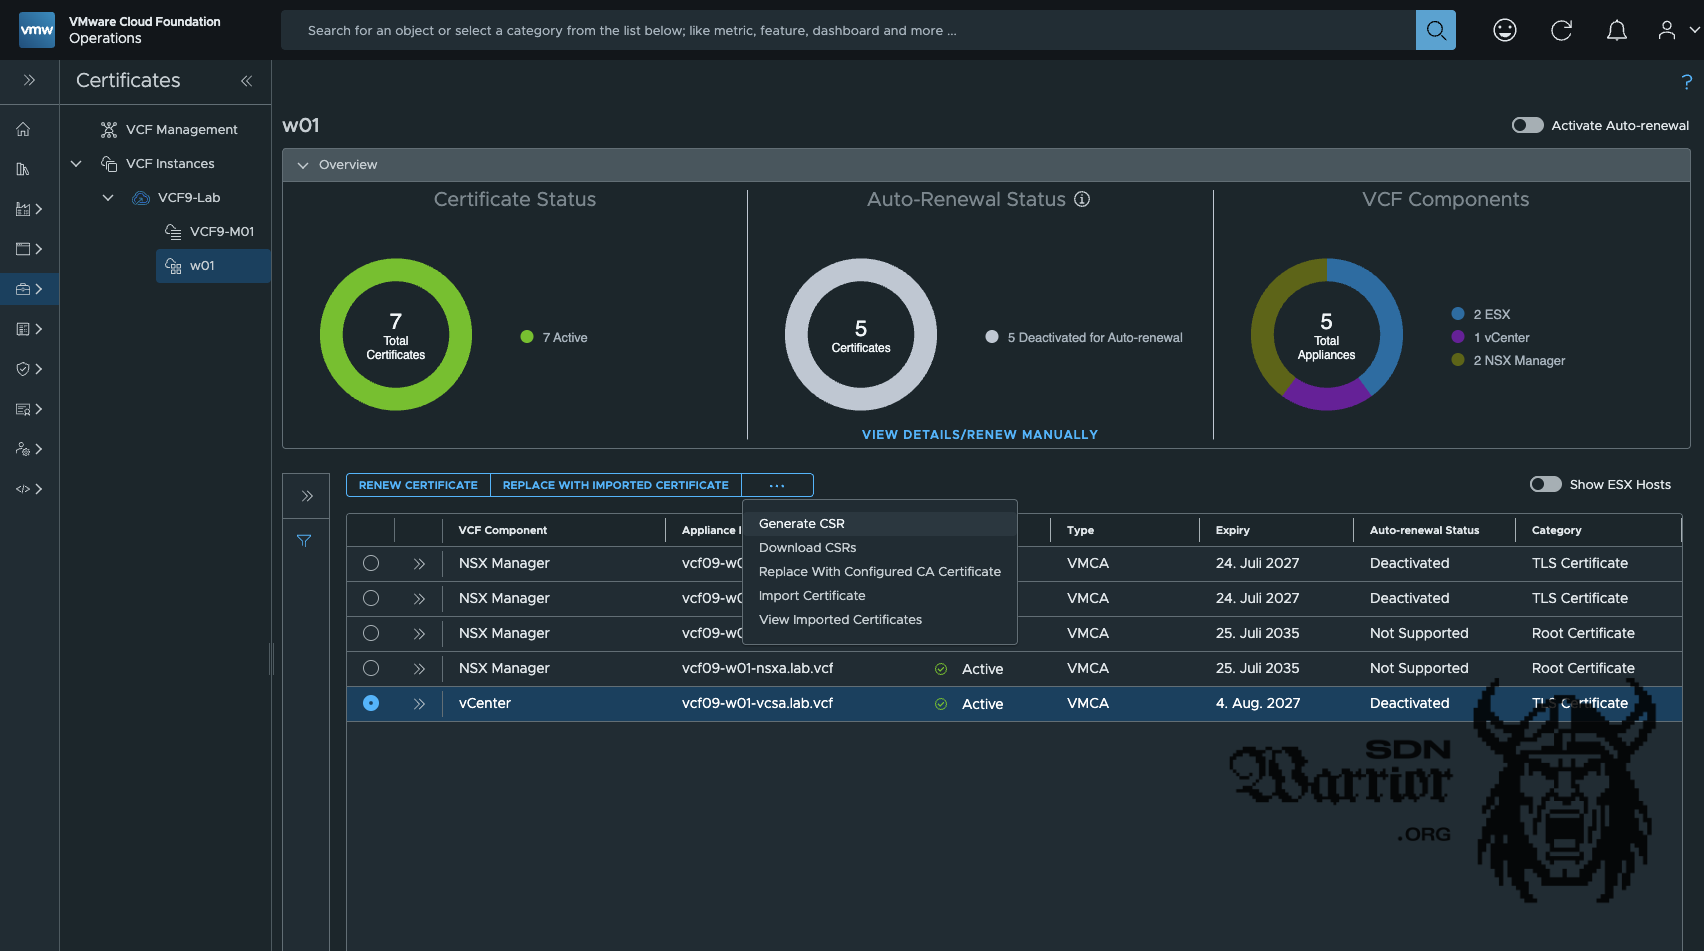 vmw
VMware Cloud Foundation
Operations
Search for an object or select a category from the list below; like metric, feature, dashboard and more ...
Certificates
?
VCF Management
VCF Instances
VCF9-Lab
VCF9-M01
w01
w01
Activate Auto-renewal
Overview
Certificate Status
7
Total
Certificates
7 Active
Auto-Renewal Status
5
Certificates
5 Deactivated for Auto-renewal
VIEW DETAILS/RENEW MANUALLY
VCF Components
5
Total
Appliances
2 ESX
1 vCenter
2 NSX Manager
RENEW CERTIFICATE REPLACE WITH IMPORTED CERTIFICATE ...
Show ESX Hosts
Generate CSR
Download CSRs
Replace With Configured CA Certificate
Import Certificate
View Imported Certificates
VCF Component Appliance Type Expiry Auto-renewal Status Category
NSX Manager vcf09-w0 VMCA 24. Juli 2027 Deactivated TLS Certificate
NSX Manager vcf09-w0 VMCA 24. Juli 2027 Deactivated TLS Certificate
NSX Manager vcf09-w0 VMCA 25. Juli 2035 Not Supported Root Certificate
NSX Manager vcf09-w01-nsxa.lab.vcf Active VMCA 25. Juli 2035 Not Supported Root Certificate
vCenter vcf09-w01-vcsa.lab.vcf Active VMCA 4. Aug. 2027 Deactivated TLS Certificate
SDN
Warrior
.ORG